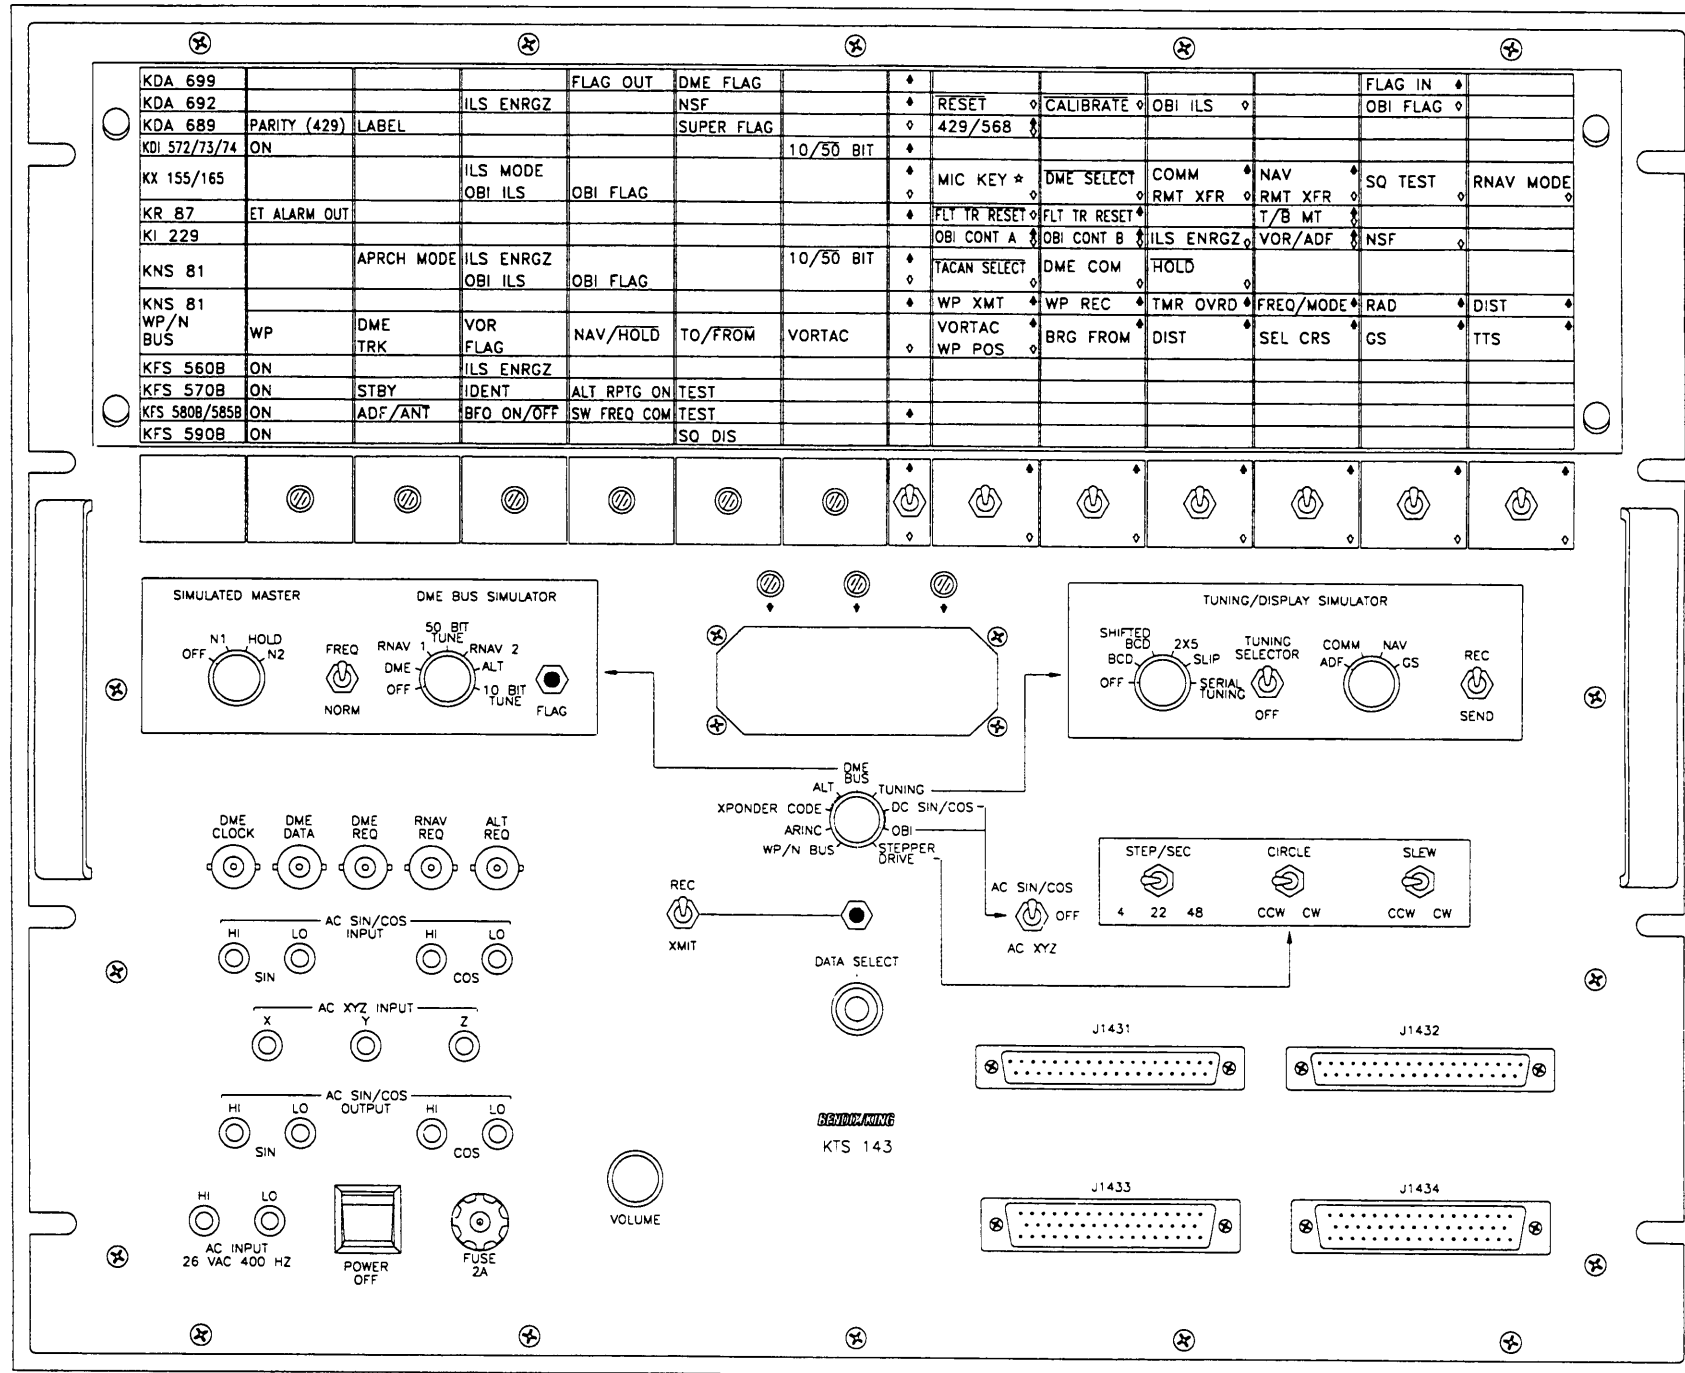 KDA 699 FLAG OUT DME FLAG FLAG IN
KDA 692 ILS ENRGZ NSF RESET CALIBRATE OBI ILS OBI FLAG
KDA 689 PARITY (429) LABEL SUPER FLAG 429/568
KDI 572/73/74 ON 10/50 BIT
KX 155/165 ILS MODE MIC KEY ☆ DME SELECT COMM NAV SQ TEST RNAV MODE
OBI ILS OBI FLAG RMT XFR RMT XFR
KR 87 ET ALARM OUT FLT TR RESET FLT TR RESET T/B MT
KI 229 OBI CONT A OBI CONT B ILS ENRGZ VOR/ADF NSF
KNS 81 APRCH MODE ILS ENRGZ 10/50 BIT TACAN SELECT DME COM HOLD
OBI ILS OBI FLAG
KNS 81 WP XMT WP REC TMR OVRD FREQ/MODE RAD DIST
WP/N DME VOR VORTAC
BUS WP NAV/HOLD TO/FROM VORTAC BRG FROM DIST SEL CRS GS TTS
TRK FLAG WP POS
KFS 560B ON ILS ENRGZ
KFS 570B ON STBY IDENT ALT RPTG ON TEST
KFS 580B/585B ON ADF/ANT BFO ON/OFF SW FREQ COM TEST
KFS 590B ON SQ DIS
SIMULATED MASTER
OFF
N1
HOLD
N2
FREQ
NORM
DME BUS SIMULATOR
OFF
DME
RNAV 1
50 BIT
TUNE
RNAV 2
ALT
10 BIT
TUNE
FLAG
TUNING/DISPLAY SIMULATOR
OFF
BCD
SHIFTED
BCD
2X5
SLIP
SERIAL
TUNING
TUNING
SELECTOR
OFF
ADF
COMM
NAV
GS
REC
SEND
DME
BUS
ALT
TUNING
XPONDER CODE
DC SIN/COS
ARINC
OBI
WP/N BUS
STEPPER
DRIVE
DME
CLOCK
DME
DATA
DME
REQ
RNAV
REQ
ALT
REQ
REC
XMIT
AC SIN/COS
OFF
AC XYZ
STEP/SEC
4 22 48
CIRCLE
CCW CW
SLEW
CCW CW
DATA SELECT
AC SIN/COS
INPUT
HI LO HI LO
SIN COS
AC XYZ INPUT
X Y Z
AC SIN/COS
OUTPUT
HI LO HI LO
SIN COS
HI LO
AC INPUT
26 VAC 400 HZ
POWER
OFF
FUSE
2A
VOLUME
BENDIX/KING
KTS 143
J1431
J1432
J1433
J1434